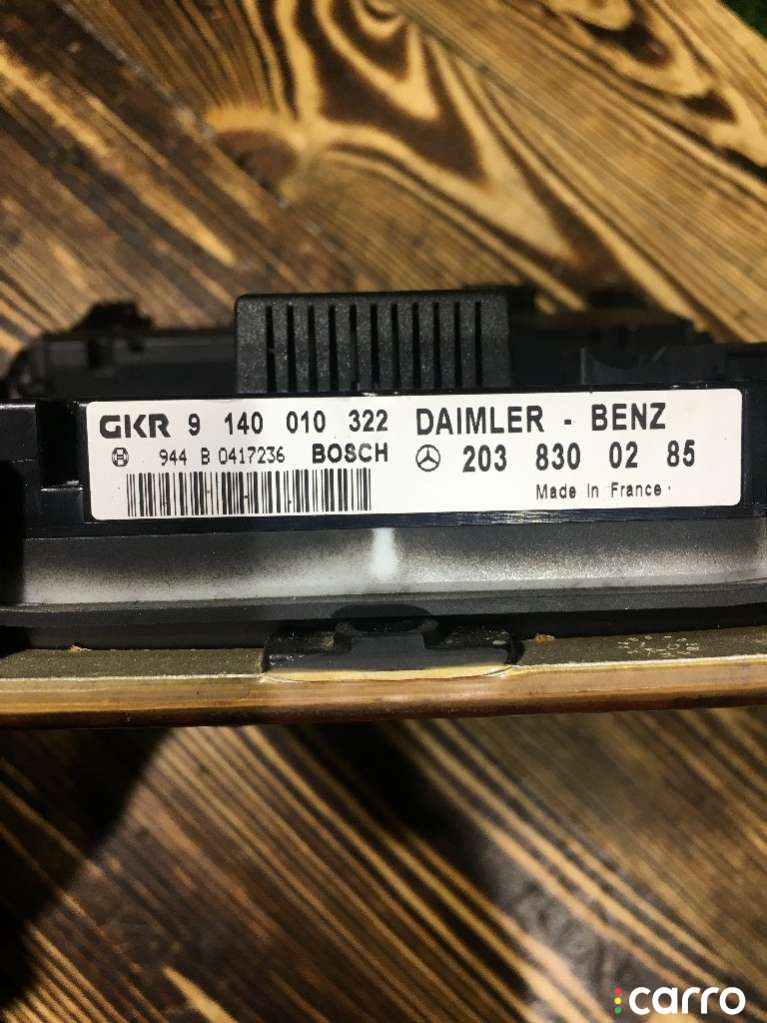 GKR 9 140 010 322 DAIMLER - BENZ
944 B 0417236 BOSCH 203 830 02 85
Made in France
carro